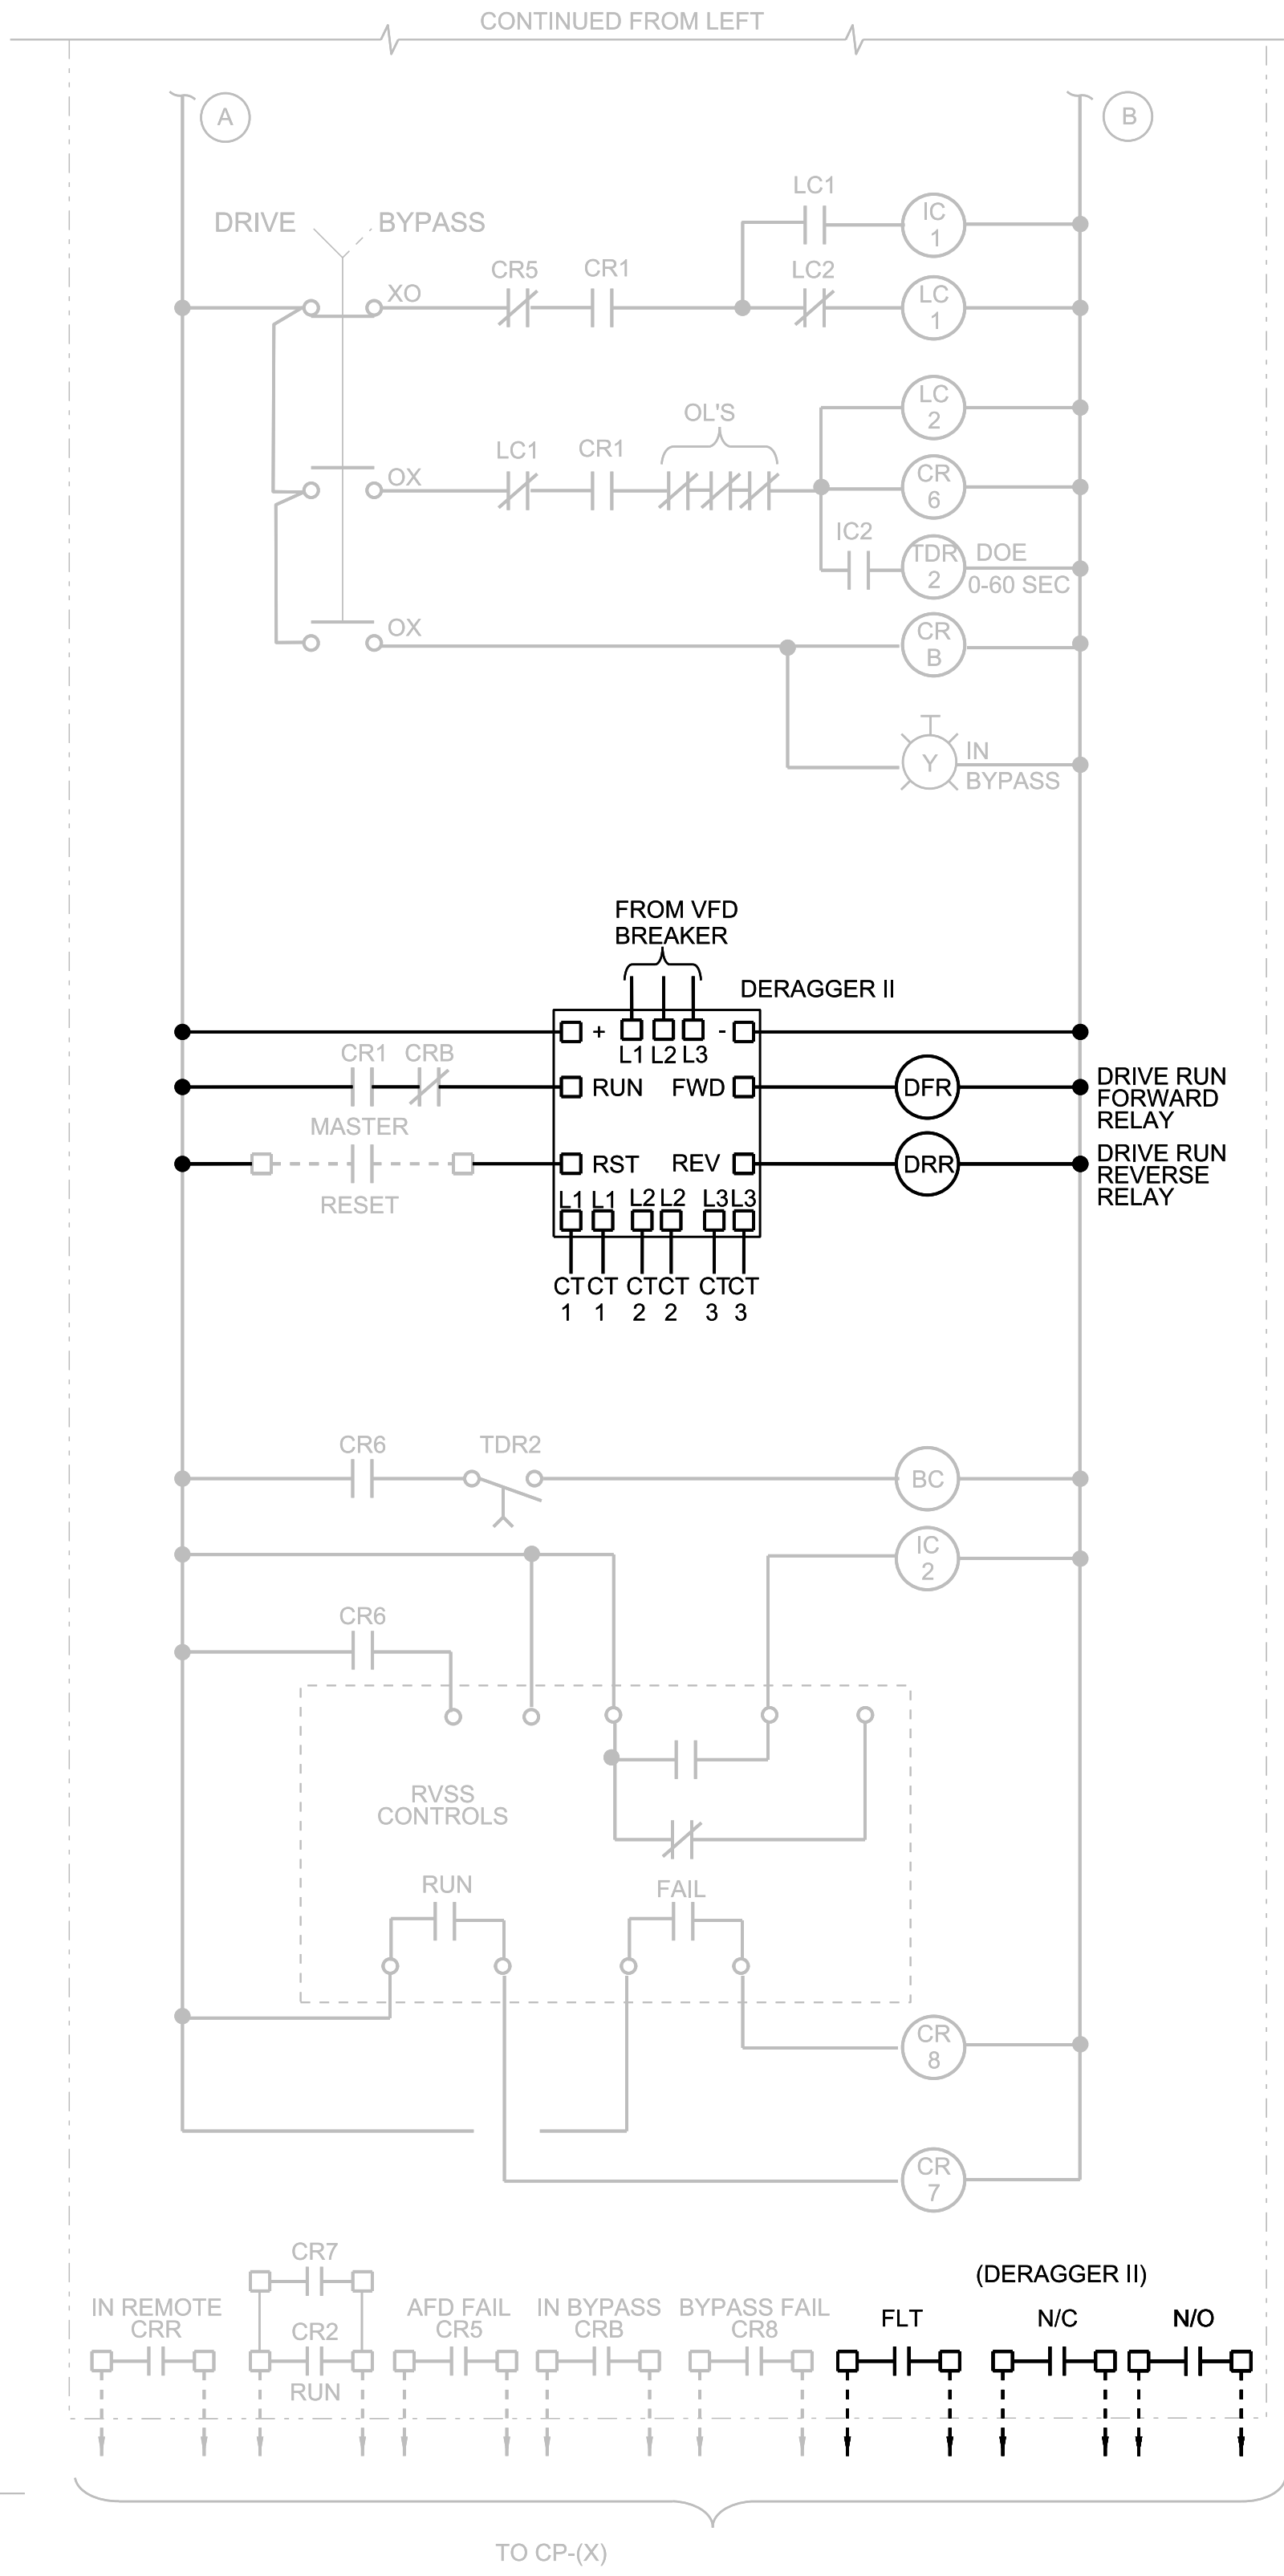 CONTINUED FROM LEFT
A
B
LC1
IC
1
DRIVE
BYPASS
XO
CR5
CR1
LC2
LC
1
OL'S
LC
2
OX
LC1
CR1
CR
6
IC2
TDR
2
DOE
0-60 SEC
OX
CR
B
Y
IN
BYPASS
FROM VFD
BREAKER
DERAGGER II
+
L1 L2 L3
-
CR1
CRB
RUN
FWD
DFR
DRIVE RUN
FORWARD
RELAY
MASTER
RESET
RST
REV
DRR
DRIVE RUN
REVERSE
RELAY
L1 L1 L2 L2 L3 L3
CT CT CT CT CT CT
1 1 2 2 3 3
CR6
TDR2
BC
IC
2
CR6
RVSS
CONTROLS
RUN
FAIL
CR
8
CR
7
(DERAGGER II)
CR7
IN REMOTE
CRR
CR2
RUN
AFD FAIL
CR5
IN BYPASS
CRB
BYPASS FAIL
CR8
FLT
N/C
N/O
TO CP-(X)